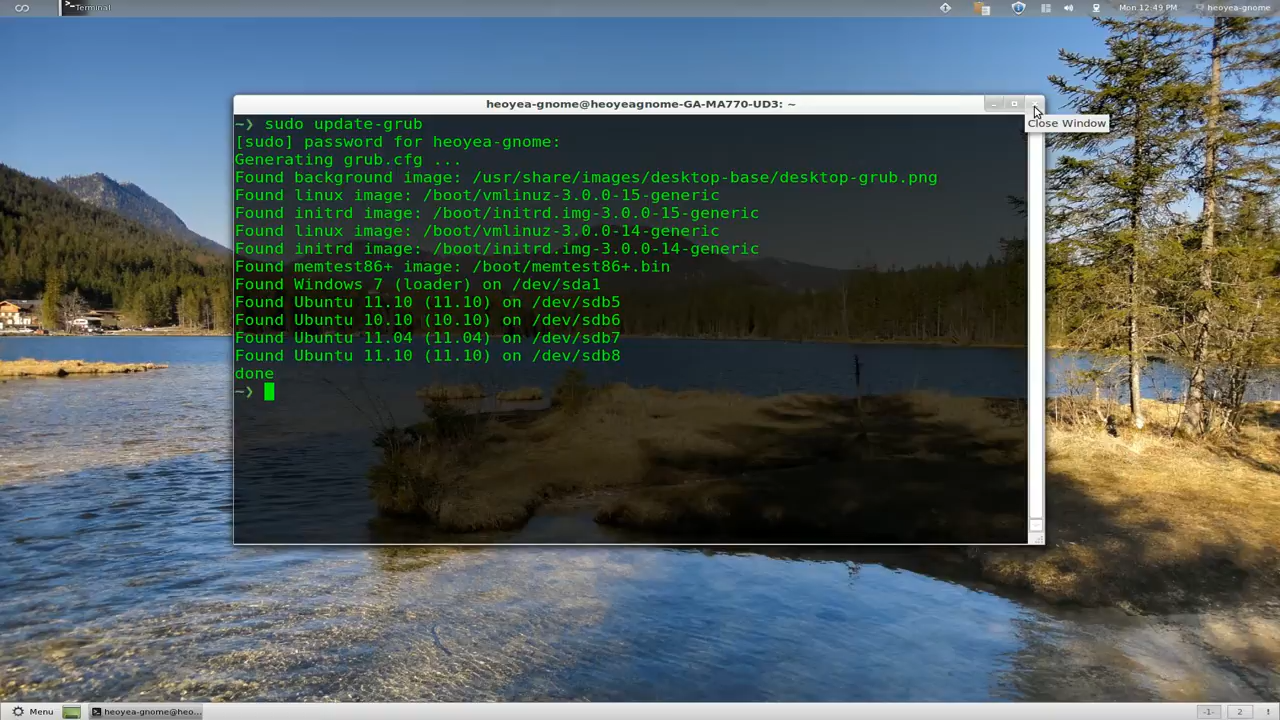 Terminal
Mon 12:49 PM
heoyea-gnome
heoyea-gnome@heoyeagnome-GA-MA770-UD3: ~
Close Window
~❯ sudo update-grub
[sudo] password for heoyea-gnome:
Generating grub.cfg ...
Found background image: /usr/share/images/desktop-base/desktop-grub.png
Found linux image: /boot/vmlinuz-3.0.0-15-generic
Found initrd image: /boot/initrd.img-3.0.0-15-generic
Found linux image: /boot/vmlinuz-3.0.0-14-generic
Found initrd image: /boot/initrd.img-3.0.0-14-generic
Found memtest86+ image: /boot/memtest86+.bin
Found Windows 7 (loader) on /dev/sda1
Found Ubuntu 11.10 (11.10) on /dev/sdb5
Found Ubuntu 10.10 (10.10) on /dev/sdb6
Found Ubuntu 11.04 (11.04) on /dev/sdb7
Found Ubuntu 11.10 (11.10) on /dev/sdb8
done
~❯
Menu
heoyea-gnome@heo...
-1-
2